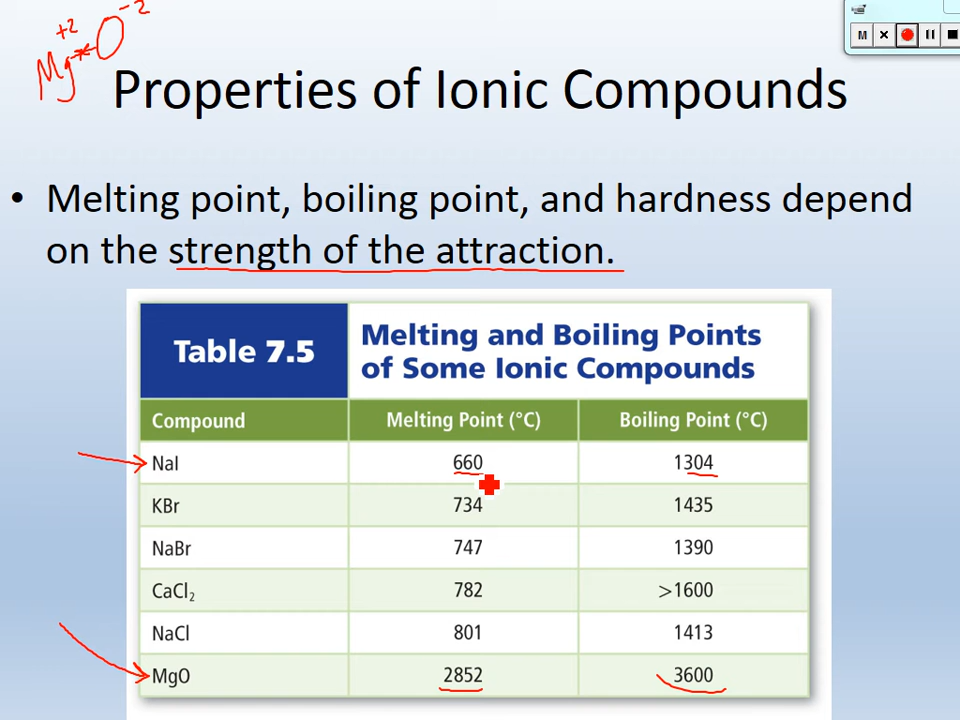 +2 -2
Mg O
M
Properties of Ionic Compounds
• Melting point, boiling point, and hardness depend
on the strength of the attraction.
Table 7.5
Melting and Boiling Points
of Some Ionic Compounds
Compound Melting Point (°C) Boiling Point (°C)
NaI 660 1304
KBr 734 1435
NaBr 747 1390
CaCl₂ 782 >1600
NaCl 801 1413
MgO 2852 3600